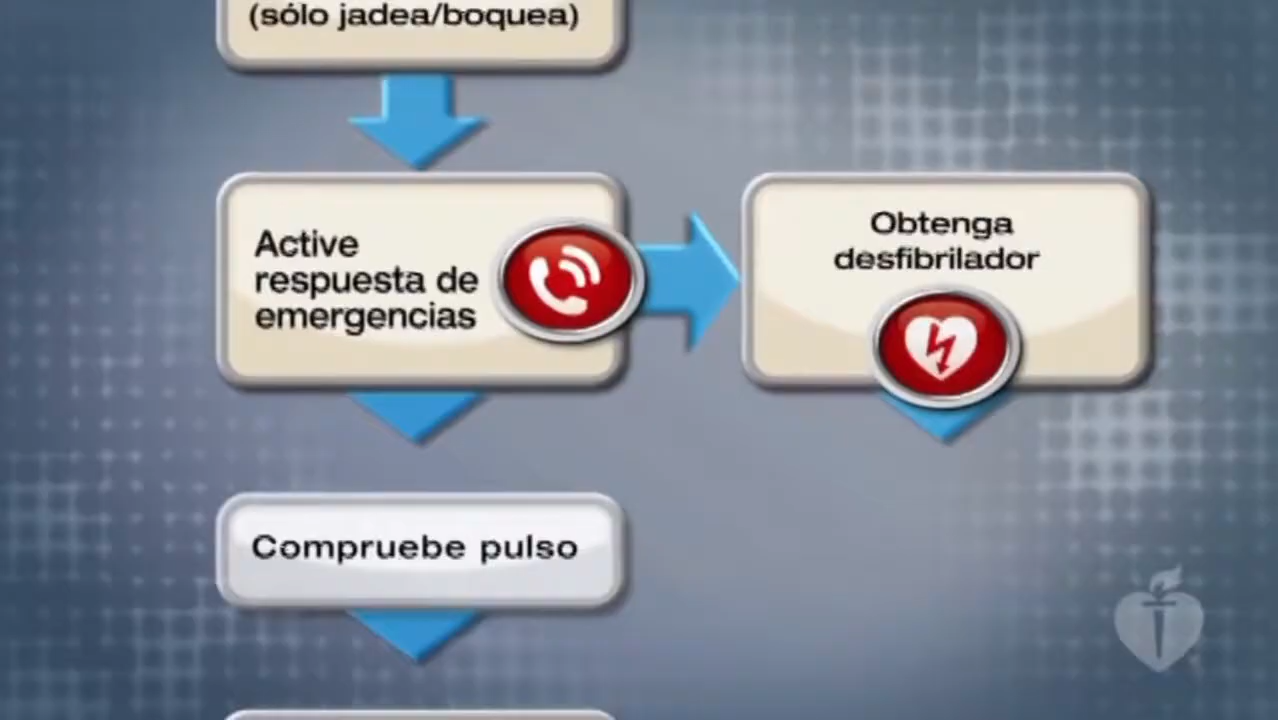 (sólo jadea/boquea)
Active
respuesta de
emergencias
Obtenga
desfibrilador
Compruebe pulso